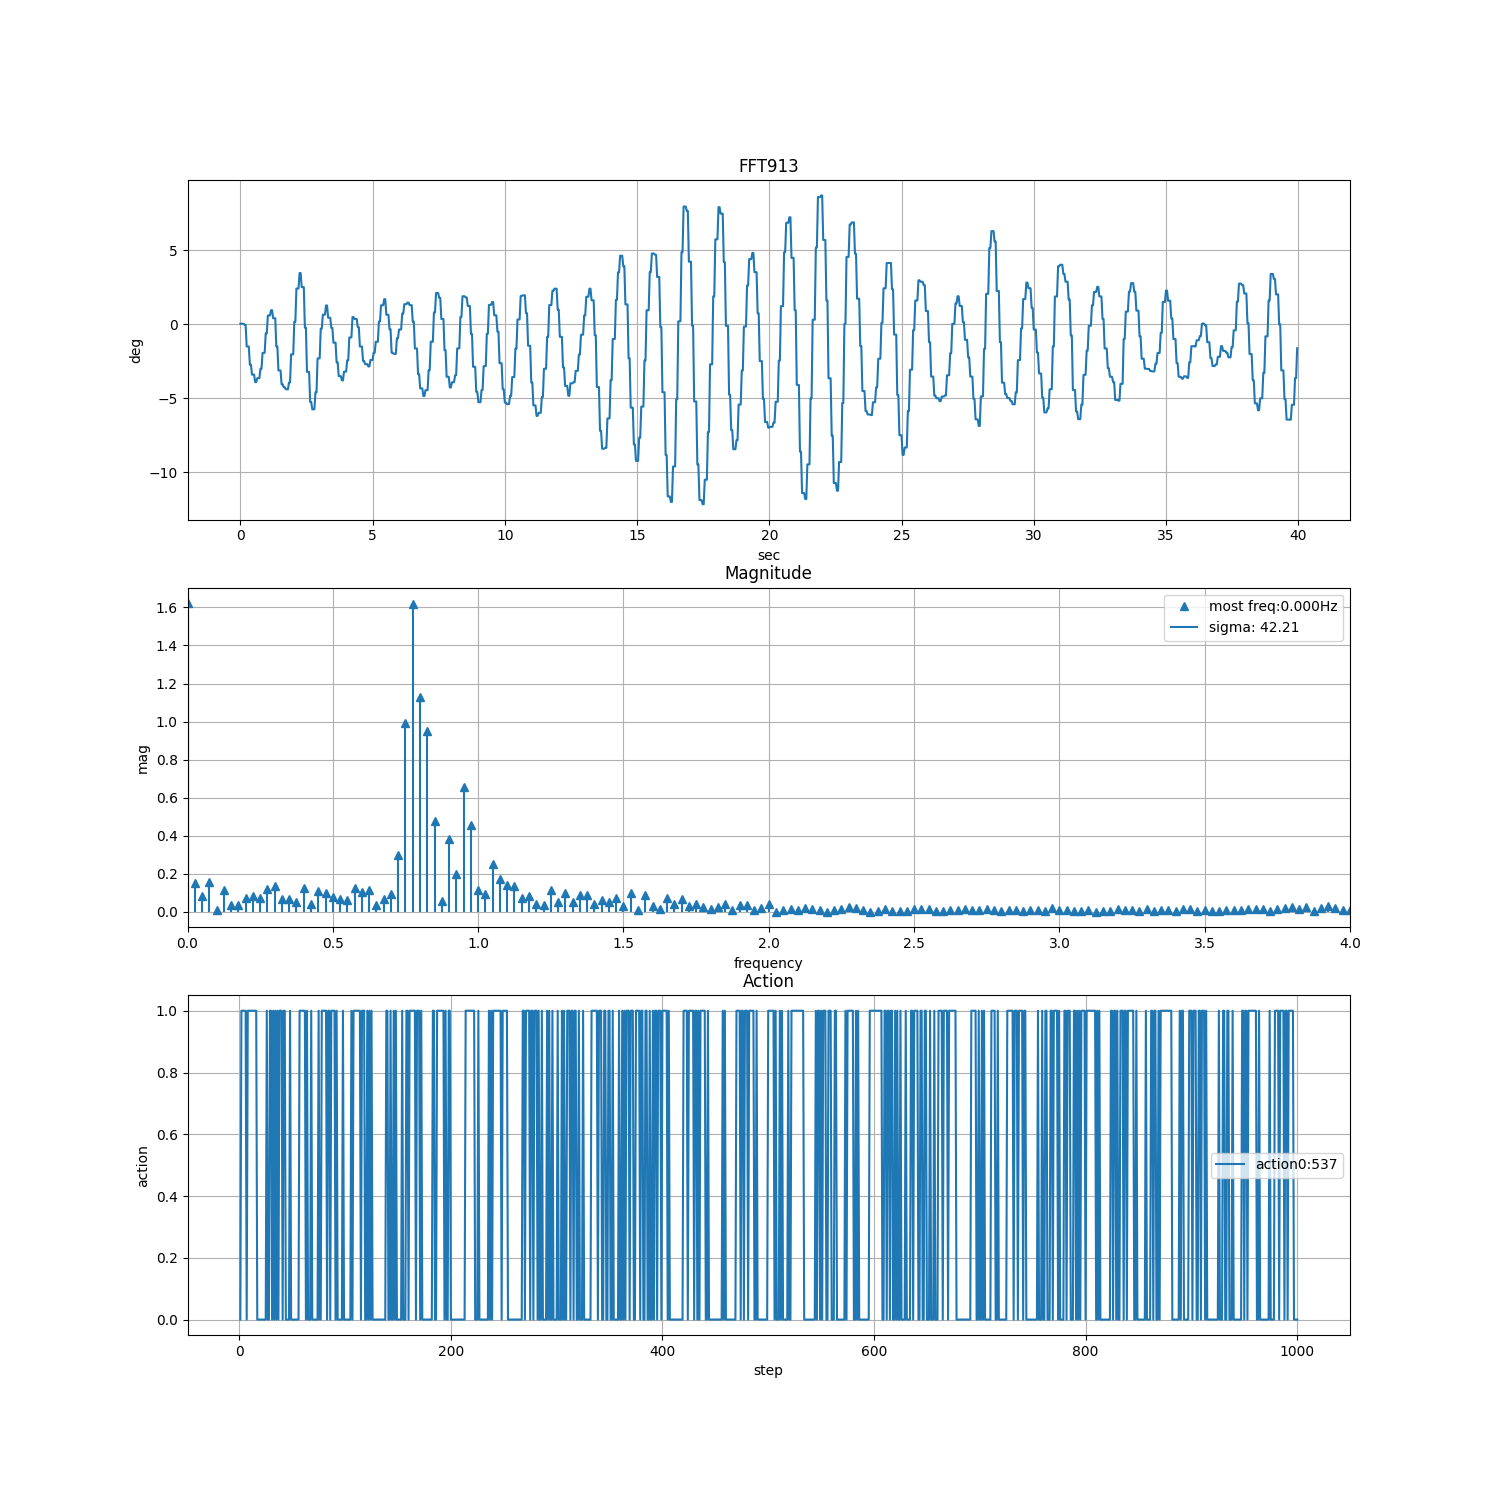 FFT913
deg
5
0
−5
−10
0 5 10 15 20 25 30 35 40
sec
Magnitude
mag
1.6
1.4
1.2
1.0
0.8
0.6
0.4
0.2
0.0
most freq:0.000Hz
sigma: 42.21
0.0 0.5 1.0 1.5 2.0 2.5 3.0 3.5 4.0
frequency
Action
action
1.0
0.8
0.6
0.4
0.2
0.0
action0:537
0 200 400 600 800 1000
step